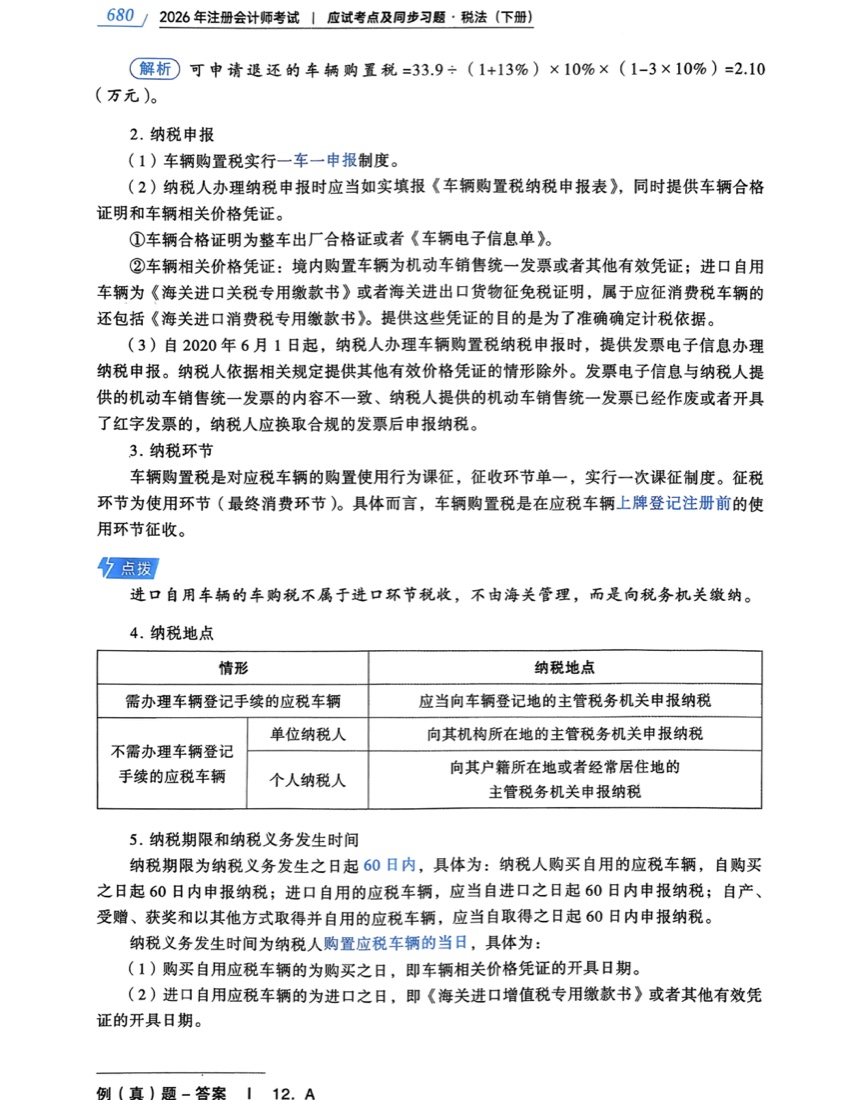 680 2026年注册会计师考试 | 应试考点及同步习题·税法（下册）
解析 可申请退还的车辆购置税=33.9÷（1+13%）×10%×（1-3×10%）=2.10
（万元）。
2. 纳税申报
（1）车辆购置税实行一车一申报制度。
（2）纳税人办理纳税申报时应当如实填报《车辆购置税纳税申报表》，同时提供车辆合格
证明和车辆相关价格凭证。
①车辆合格证明为整车出厂合格证或者《车辆电子信息单》。
②车辆相关价格凭证：境内购置车辆为机动车销售统一发票或者其他有效凭证；进口自用
车辆为《海关进口关税专用缴款书》或者海关进出口货物征免税证明，属于应征消费税车辆的
还包括《海关进口消费税专用缴款书》。提供这些凭证的目的是为了准确确定计税依据。
（3）自2020年6月1日起，纳税人办理车辆购置税纳税申报时，提供发票电子信息办理
纳税申报。纳税人依据相关规定提供其他有效价格凭证的情形除外。发票电子信息与纳税人提
供的机动车销售统一发票的内容不一致、纳税人提供的机动车销售统一发票已经作废或者开具
了红字发票的，纳税人应换取合规的发票后申报纳税。
3. 纳税环节
车辆购置税是对应税车辆的购置使用行为课征，征收环节单一，实行一次课征制度。征税
环节为使用环节（最终消费环节）。具体而言，车辆购置税是在应税车辆上牌登记注册前的使
用环节征收。
点拨
进口自用车辆的车购税不属于进口环节税收，不由海关管理，而是向税务机关缴纳。
4. 纳税地点
情形 纳税地点
需办理车辆登记手续的应税车辆 应当向车辆登记地的主管税务机关申报纳税
不需办理车辆登记
手续的应税车辆
单位纳税人 向其机构所在地的主管税务机关申报纳税
个人纳税人 向其户籍所在地或者经常居住地的
主管税务机关申报纳税
5. 纳税期限和纳税义务发生时间
纳税期限为纳税义务发生之日起60日内，具体为：纳税人购买自用的应税车辆，自购买
之日起60日内申报纳税；进口自用的应税车辆，应当自进口之日起60日内申报纳税；自产、
受赠、获奖和以其他方式取得并自用的应税车辆，应当自取得之日起60日内申报纳税。
纳税义务发生时间为纳税人购置应税车辆的当日，具体为：
（1）购买自用应税车辆的为购买之日，即车辆相关价格凭证的开具日期。
（2）进口自用应税车辆的为进口之日，即《海关进口增值税专用缴款书》或者其他有效凭
证的开具日期。
例（真）题－答案 | 12. A